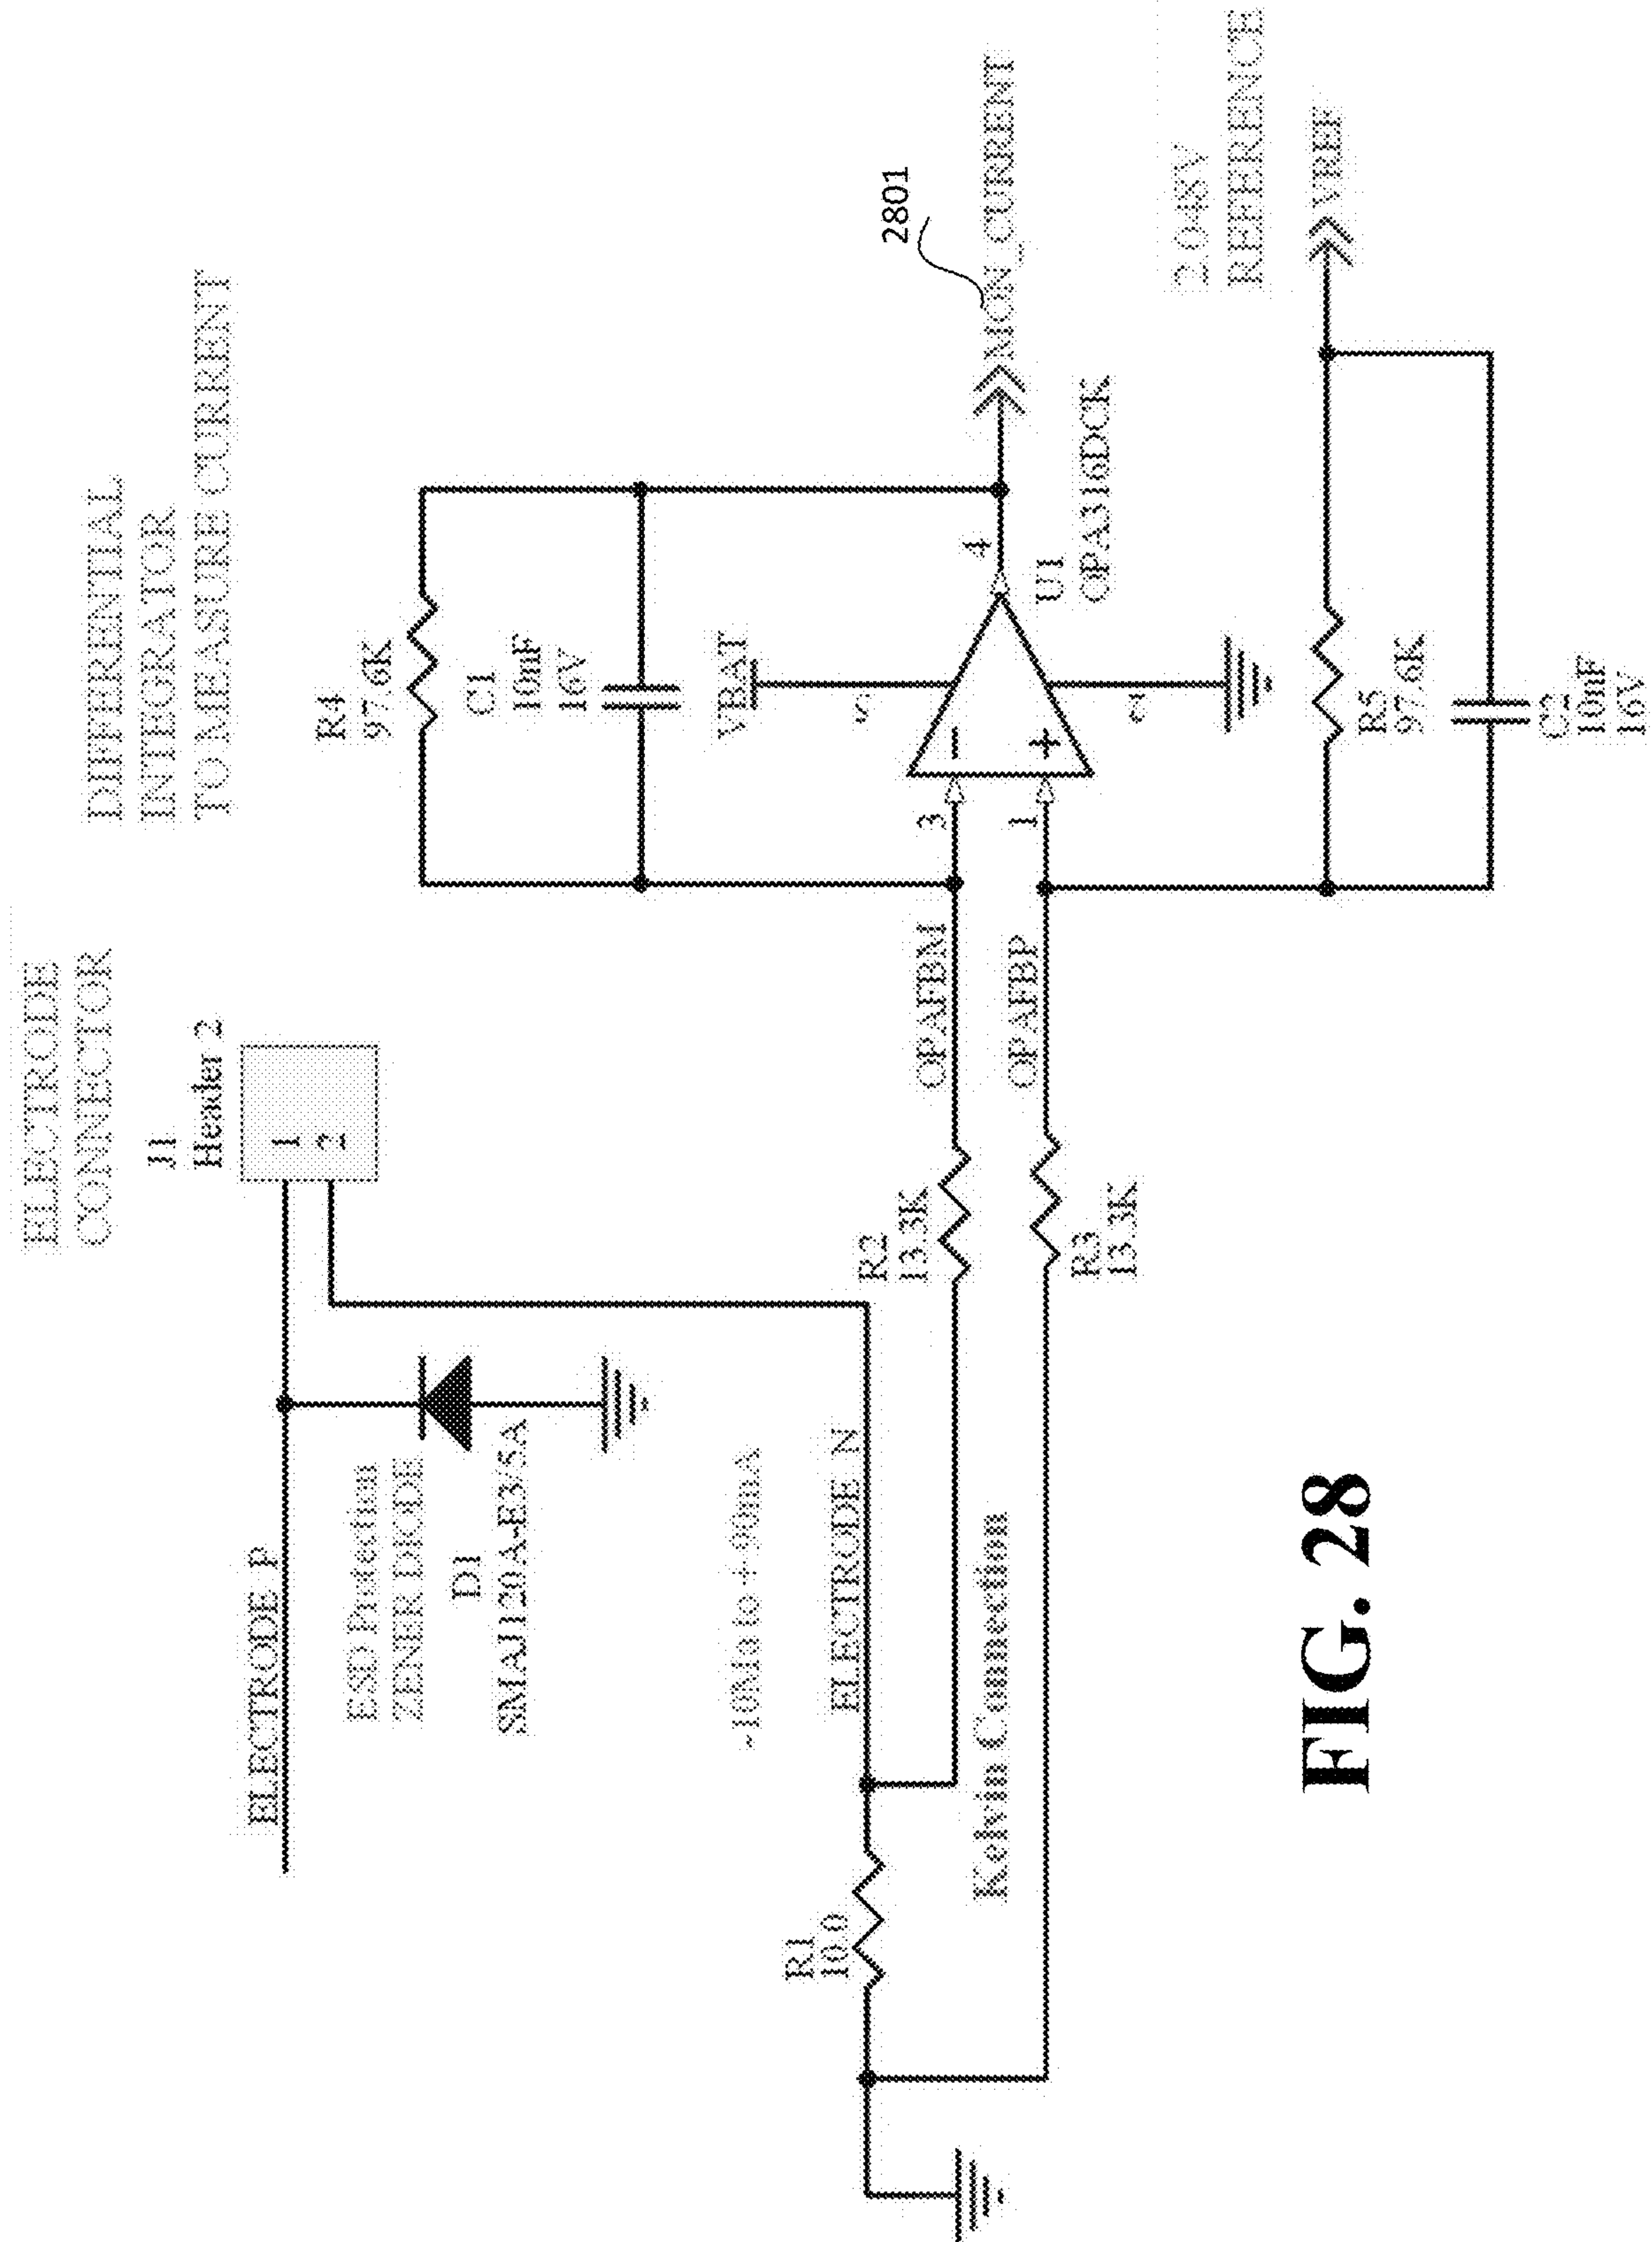 ELECTRODE
CONNECTOR
J1
Header 2
1
2
ELECTRODE_P
ESD Protection
ZENER DIODE
D1
SMAJ120A-E3/5A
DIFFERENTIAL
INTEGRATOR
TO MEASURE CURRENT
R4
97.6K
C1
10nF
16V
VBAT
5
3
1
2
4
U1
OPA316DCK
2801
MON_CURRENT
-10Ma to +90mA
ELECTRODE_N
R1
10.0
Kelvin Connection
R2
13.3K
OPAFBM
OPAFBP
R3
13.3K
2.048V
REFERENCE
VREF
R5
97.6K
C2
10nF
16V
FIG. 28